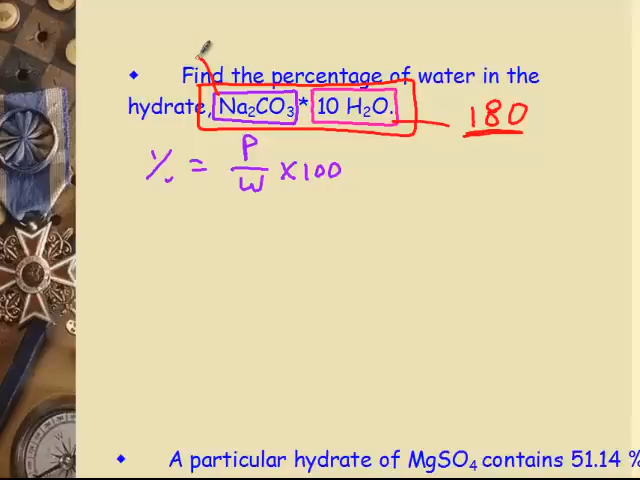 ♦ Find the percentage of water in the
hydrate, Na₂CO₃ * 10 H₂O.
180
% = P/W x 100
♦ A particular hydrate of MgSO₄ contains 51.14 %